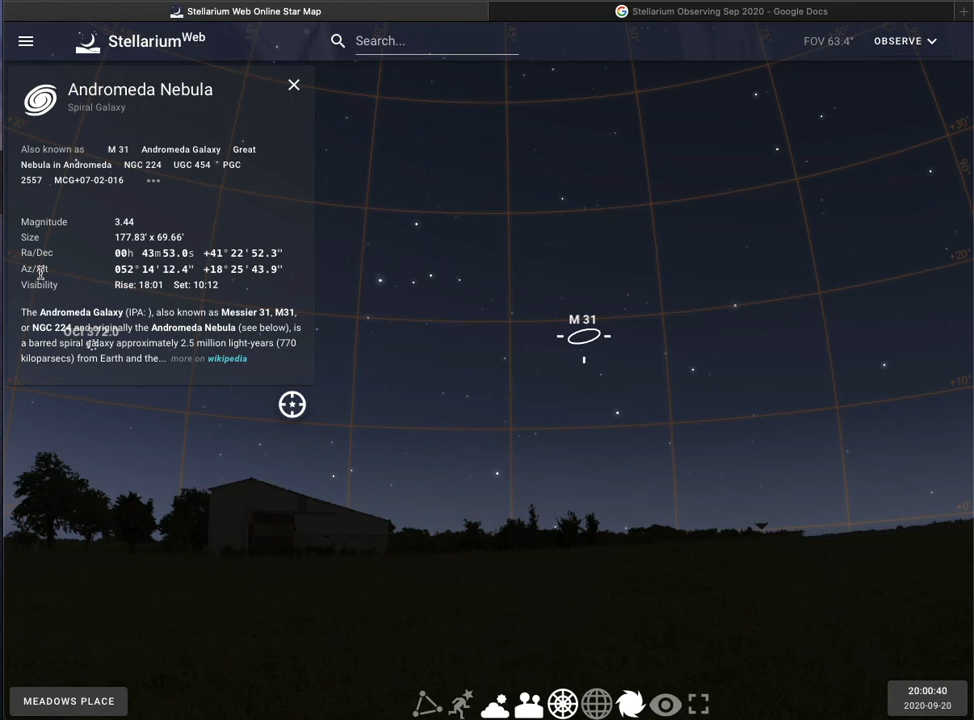 Stellarium Web Online Star Map
Stellarium Observing Sep 2020 - Google Docs
StellariumWeb
Search...
FOV 63.4°
OBSERVE
Andromeda Nebula
Spiral Galaxy
Also known as M 31 Andromeda Galaxy Great
Nebula in Andromeda NGC 224 UGC 454 PGC
2557 MCG+07-02-016 •••
Magnitude 3.44
Size 177.83' x 69.66'
Ra/Dec 00h 43m53.0s +41°22'52.3"
Az/Alt 052°14'12.4" +18°25'43.9"
Visibility Rise: 18:01 Set: 10:12
The Andromeda Galaxy (IPA: ), also known as Messier 31, M31,
or NGC 224 and originally the Andromeda Nebula (see below), is
a barred spiral galaxy approximately 2.5 million light-years (770
kiloparsecs) from Earth and the... more on wikipedia
M 31
+30°
+20°
+10°
MEADOWS PLACE
20:00:40
2020-09-20